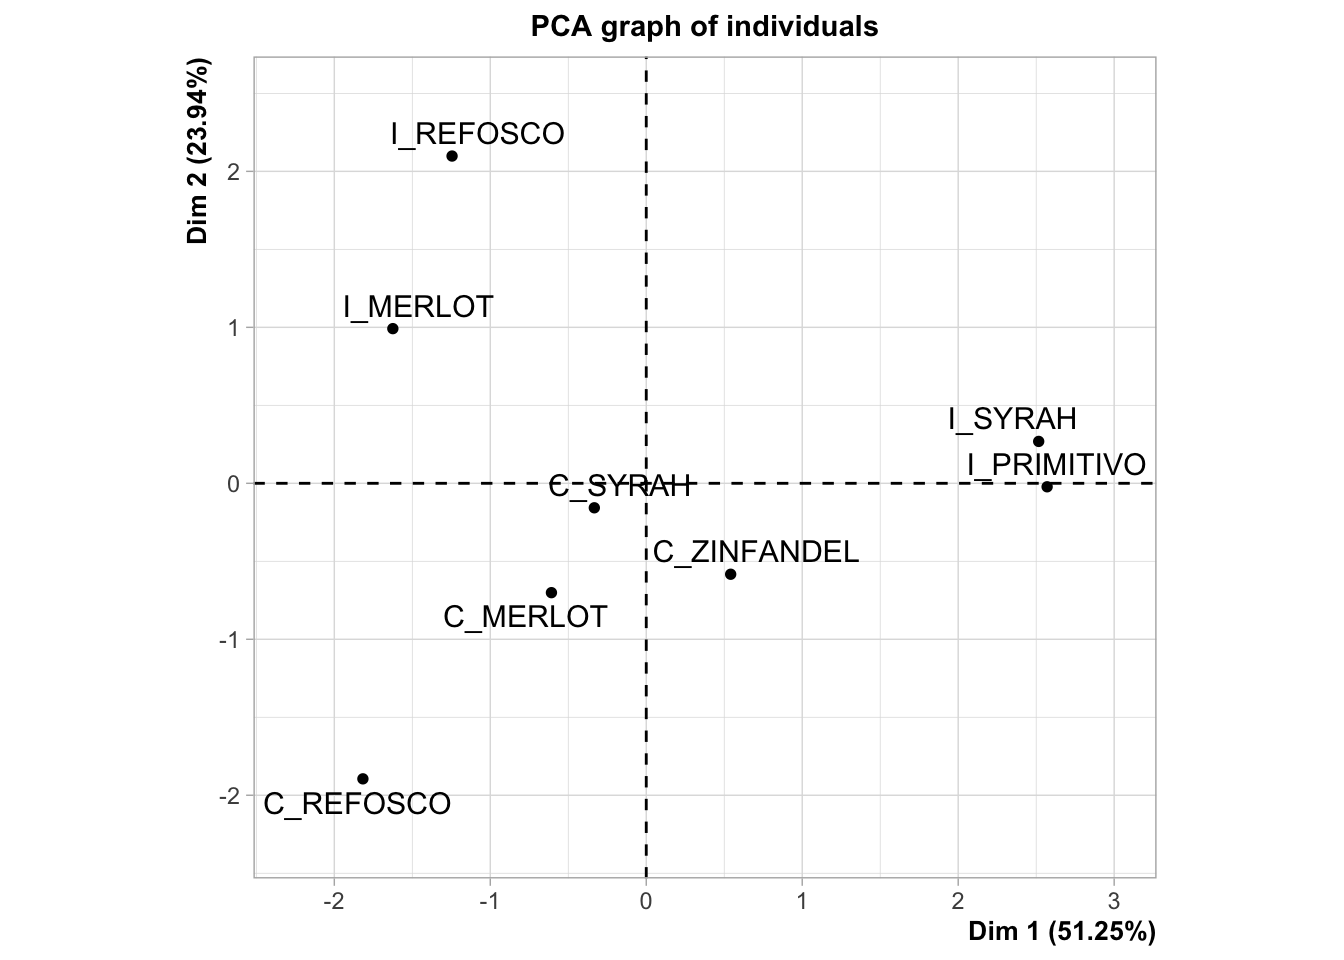 PCA graph of individuals
Dim 2 (23.94%)
I_REFOSCO
2
I_MERLOT
1
I_SYRAH
I_PRIMITIVO
0
C_SYRAH
C_ZINFANDEL
C_MERLOT
-1
-2
C_REFOSCO
-2 -1 0 1 2 3
Dim 1 (51.25%)